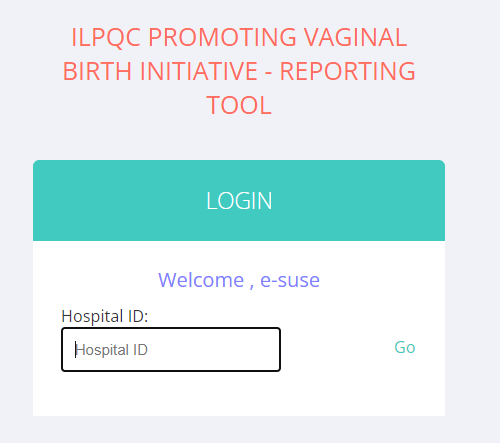 ILPQC PROMOTING VAGINAL
BIRTH INITIATIVE - REPORTING
TOOL
LOGIN
Welcome , e-suse
Hospital ID:
Hospital ID
Go